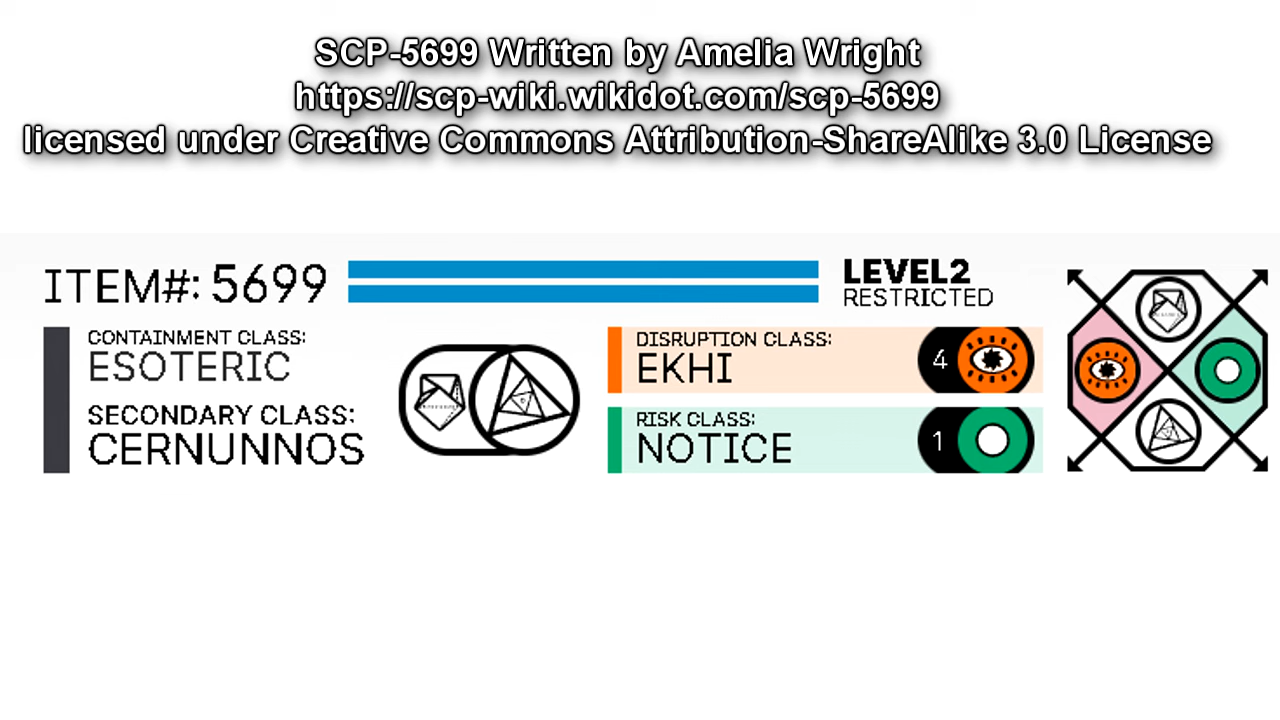 SCP-5699 Written by Amelia Wright
https://scp-wiki.wikidot.com/scp-5699
licensed under Creative Commons Attribution-ShareAlike 3.0 License
ITEM#: 5699
LEVEL2
RESTRICTED
CONTAINMENT CLASS:
ESOTERIC
SECONDARY CLASS:
CERNUNNOS
DISRUPTION CLASS:
EKHI
4
RISK CLASS:
NOTICE
1